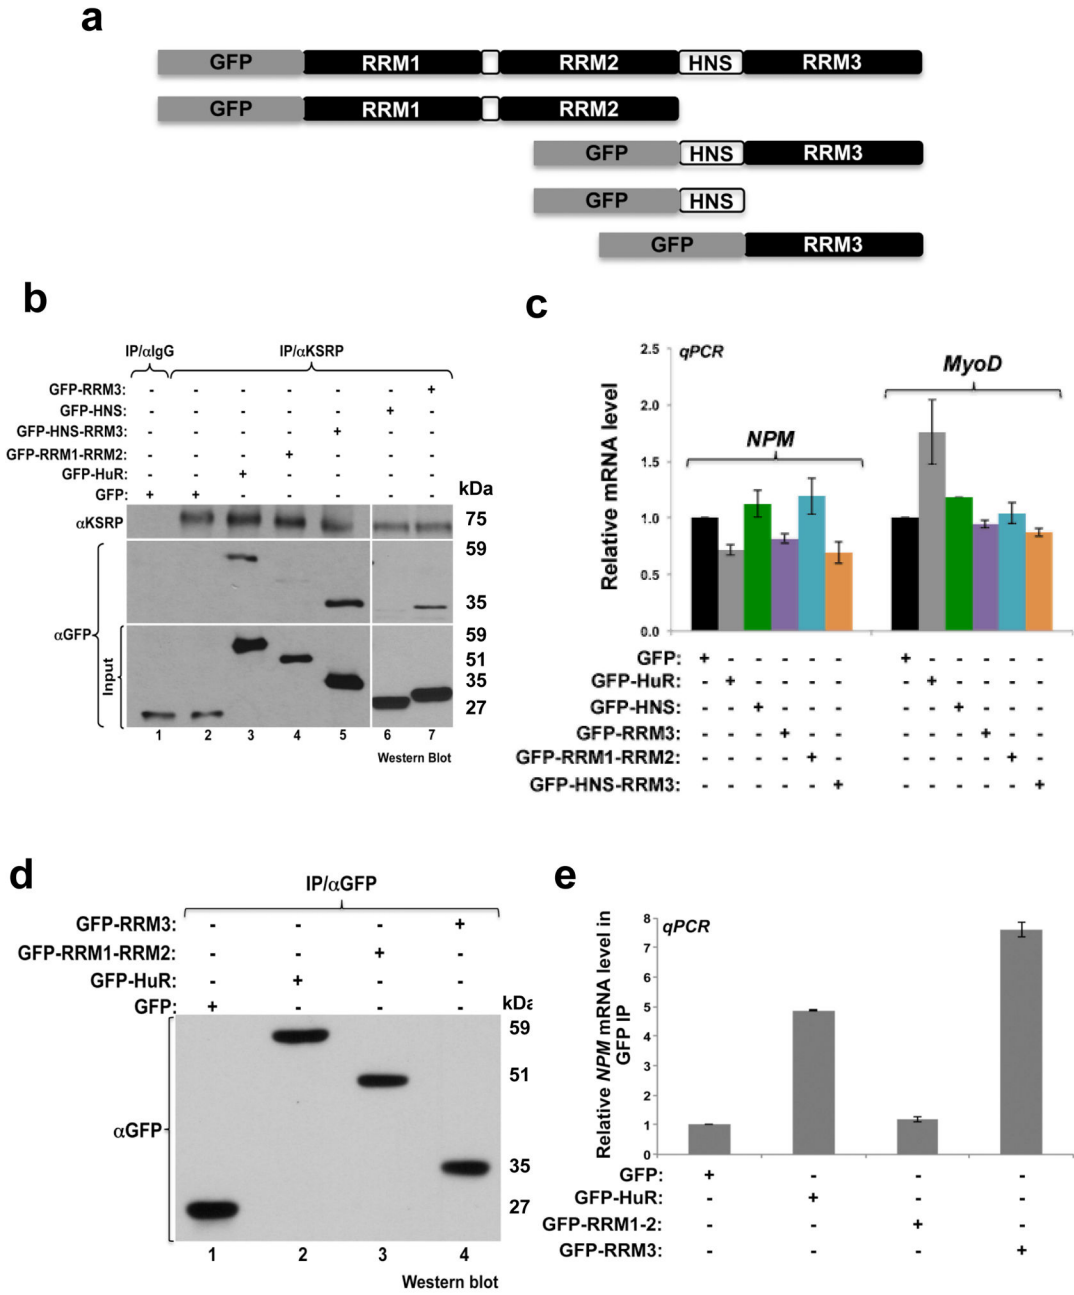 a
GFP RRM1 RRM2 HNS RRM3
GFP RRM1 RRM2
GFP HNS RRM3
GFP HNS
GFP RRM3
b
IP/αIgG IP/αKSRP
GFP-RRM3: - - - - - - +
GFP-HNS: - - - - - + -
GFP-HNS-RRM3: - - - - + - -
GFP-RRM1-RRM2: - - - + - - -
GFP-HuR: - - + - - - -
GFP: + + - - - - -
kDa
αKSRP 75
59
35
αGFP
Input
59
51
35
27
1 2 3 4 5 6 7
Western Blot
c
qPCR
Relative mRNA level
2.5
2.0
1.5
1.0
0.5
0.0
NPM
MyoD
GFP: + - - - - - + - - - - -
GFP-HuR: - + - - - - - + - - - -
GFP-HNS: - - + - - - - - + - - -
GFP-RRM3: - - - + - - - - - + - -
GFP-RRM1-RRM2: - - - - + - - - - - + -
GFP-HNS-RRM3: - - - - - + - - - - - +
d
IP/αGFP
GFP-RRM3: - - - +
GFP-RRM1-RRM2: - - + -
GFP-HuR: - + - -
GFP: + - - -
kDa
59
51
αGFP
35
27
1 2 3 4
Western blot
e
qPCR
Relative NPM mRNA level in
GFP IP
8
7
6
5
4
3
2
1
0
GFP: + - - -
GFP-HuR: - + - -
GFP-RRM1-2: - - + -
GFP-RRM3: - - - +